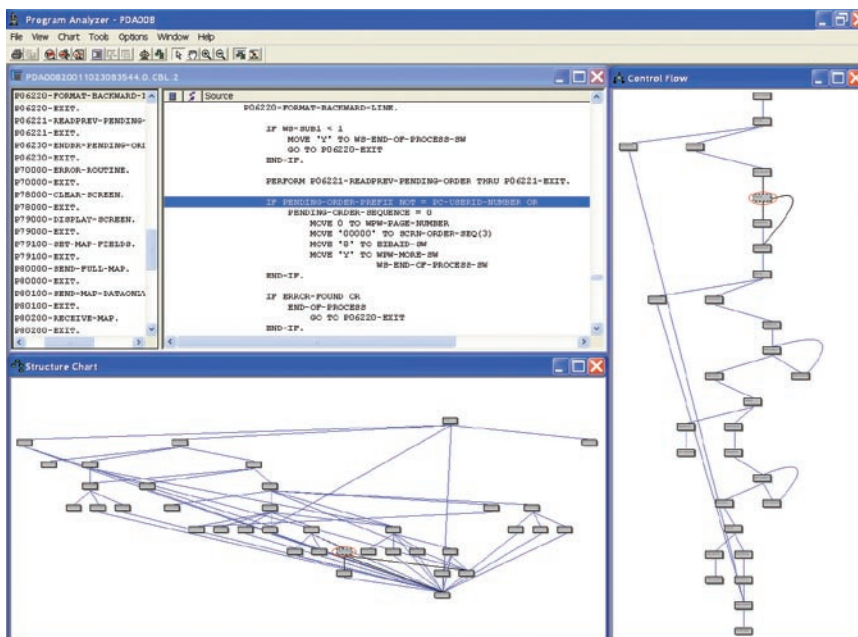 Program Analyzer - PDA008
File View Chart Tools Options Window Help
PDA00820011023083544.0.CBL.2
P06220-FORMAT-BACKWARD-
P06220-EXIT.
P06221-READPREV-PENDING-
P06221-EXIT.
P06230-ENDBR-PENDING-ORI
P06230-EXIT.
P70000-ERROR-ROUTINE.
P70000-EXIT.
P78000-CLEAR-SCREEN.
P78000-EXIT.
P79000-DISPLAY-SCREEN.
P79000-EXIT.
P79100-SET-MAP-FIELDS.
P79100-EXIT.
P80000-SEND-FULL-MAP.
P80000-EXIT.
P80100-SEND-MAP-DATAONLY
P80100-EXIT.
P80200-RECEIVE-MAP.
P80200-EXIT.
Source
P06220-FORMAT-BACKWARD-LINK.
IF WS-SUB1 < 1
MOVE 'Y' TO WS-END-OF-PROCESS-SW
GO TO P06220-EXIT
END-IF.
PERFORM P06221-READPREV-PENDING-ORDER THRU P06221-EXIT.
IF PENDING-ORDER-PREFIX NOT = PC-USERID-NUMBER OR
PENDING-ORDER-SEQUENCE = 0
MOVE 0 TO WPW-PAGE-NUMBER
MOVE '00000' TO SCRN-ORDER-SEQ(3)
MOVE '8' TO EIBAID-SW
MOVE 'Y' TO WPW-MORE-SW
WS-END-OF-PROCESS-SW
END-IF.
IF ERROR-FOUND OR
END-OF-PROCESS
GO TO P06220-EXIT
END-IF.
Control Flow
Structure Chart